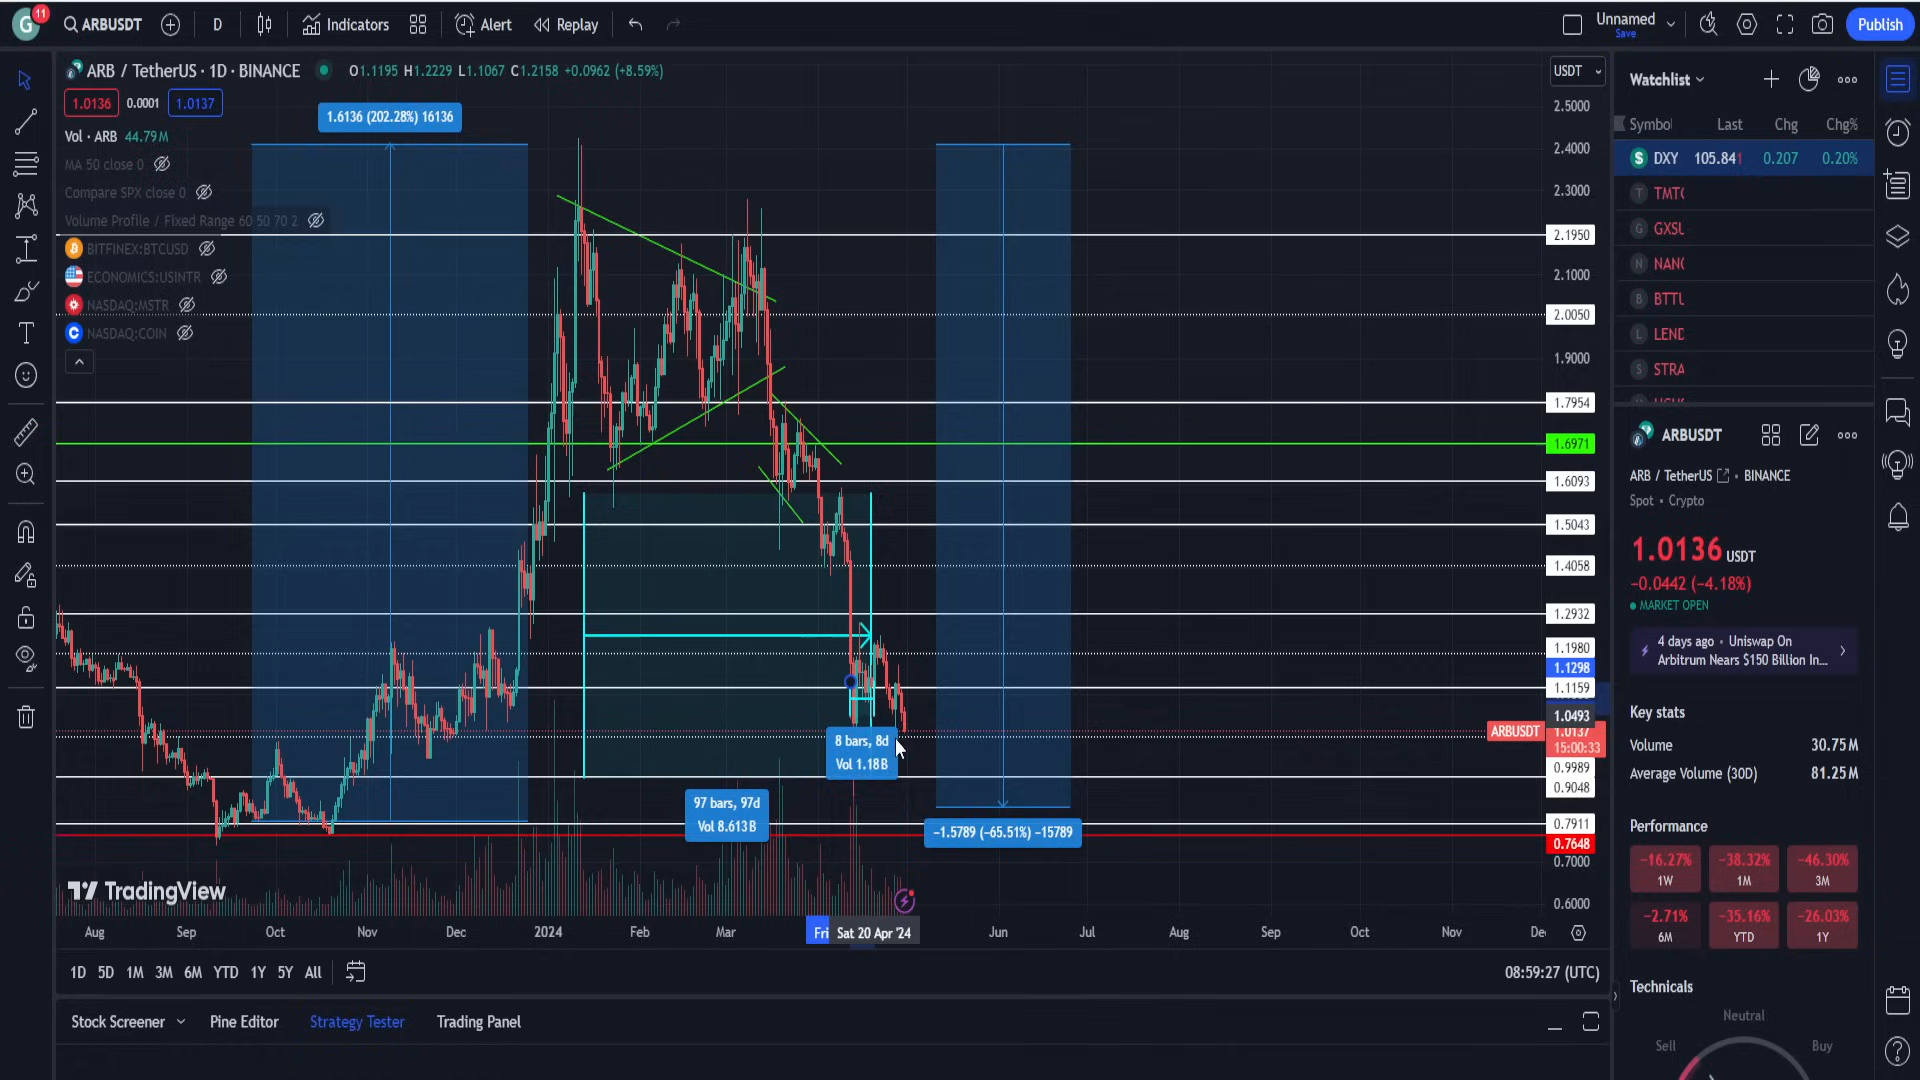 G
11
ARBUSDT
D
Indicators
Alert
Replay
Unnamed
Save
Publish
ARB / TetherUS · 1D · BINANCE
O1.1195 H1.2229 L1.1067 C1.2158 +0.0962 (+8.59%)
1.0136
0.0001
1.0137
Vol · ARB 44.79M
MA 50 close 0
Compare SPX close 0
Volume Profile / Fixed Range 60 50 70 2
BITFINEX:BTCUSD
ECONOMICS:USINTR
NASDAQ:MSTR
NASDAQ:COIN
1.6136 (202.28%) 16136
8 bars, 8d
Vol 1.18B
97 bars, 97d
Vol 8.613B
−1.5789 (−65.51%) −15789
TradingView
USDT
2.5000
2.4000
2.3000
2.1950
2.1000
2.0050
1.9000
1.7954
1.6971
1.6093
1.5043
1.4058
1.2932
1.1980
1.1298
1.1159
1.0493
ARBUSDT
1.0137
15:00:33
0.9989
0.9048
0.7911
0.7648
0.7000
0.6000
Aug
Sep
Oct
Nov
Dec
2024
Feb
Mar
Fri
Sat 20 Apr '24
Jun
Jul
Aug
Sep
Oct
Nov
De
1D 5D 1M 3M 6M YTD 1Y 5Y All
08:59:27 (UTC)
Stock Screener
Pine Editor
Strategy Tester
Trading Panel
Watchlist
Symbol
Last
Chg
Chg%
S DXY 105.841 0.207 0.20%
T TMT
G GXS
N NAN
B BTT
L LEND
S STRA
ARBUSDT
ARB / TetherUS • BINANCE
Spot • Crypto
1.0136 USDT
−0.0442 (−4.18%)
MARKET OPEN
4 days ago • Uniswap On
Arbitrum Nears $150 Billion In...
Key stats
Volume 30.75M
Average Volume (30D) 81.25M
Performance
−16.27%
1W
−38.32%
1M
−46.30%
3M
−2.71%
6M
−35.16%
YTD
−26.03%
1Y
Technicals
Neutral
Sell
Buy